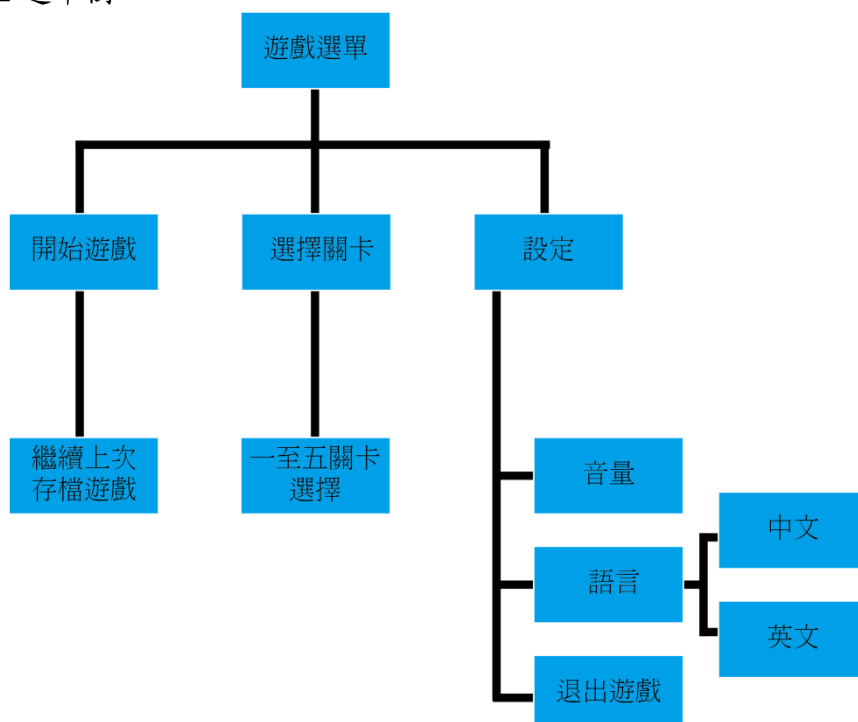 遊戲選單
開始遊戲
選擇關卡
設定
繼續上次
存檔遊戲
一至五關卡
選擇
音量
語言
中文
英文
退出遊戲